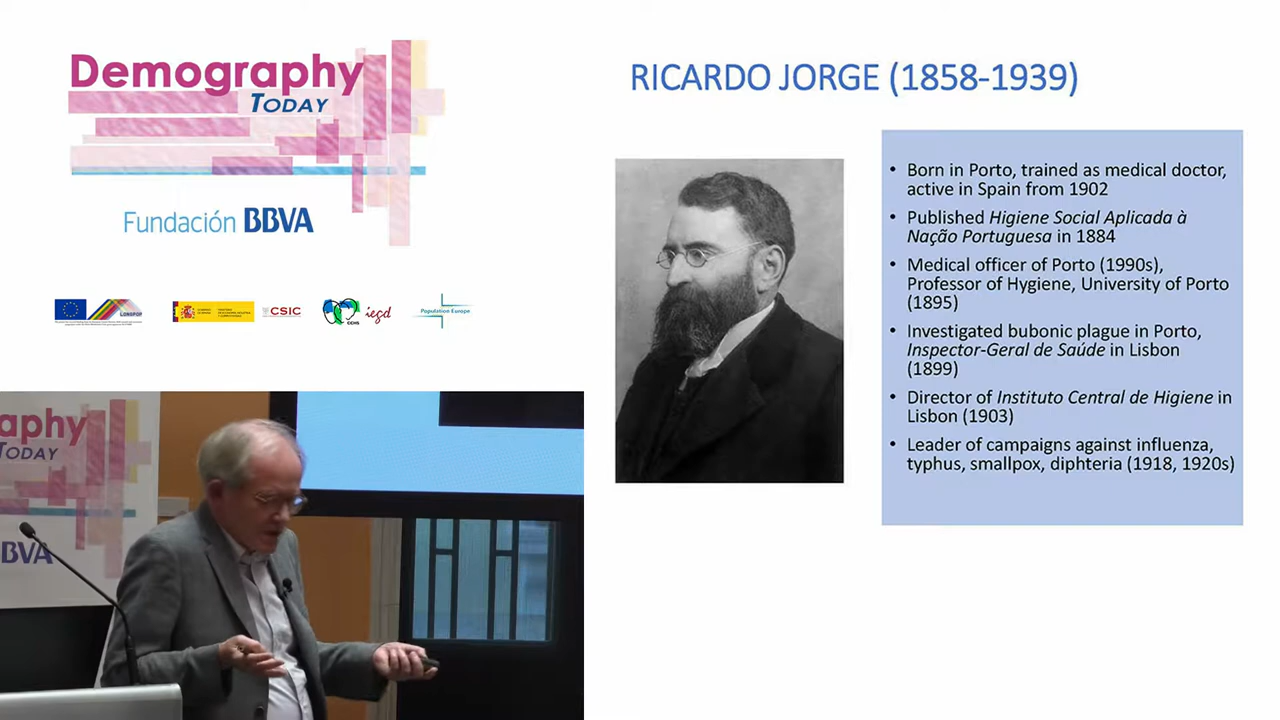 Demography
TODAY
Fundación BBVA
LONGPOP
CSIC
CCHS
iegd
Population Europe
RICARDO JORGE (1858-1939)
• Born in Porto, trained as medical doctor,
active in Spain from 1902
• Published Higiene Social Aplicada à
Nação Portuguesa in 1884
• Medical officer of Porto (1990s),
Professor of Hygiene, University of Porto
(1895)
• Investigated bubonic plague in Porto,
Inspector-Geral de Saúde in Lisbon
(1899)
• Director of Instituto Central de Higiene in
Lisbon (1903)
• Leader of campaigns against influenza,
typhus, smallpox, diphteria (1918, 1920s)
aphy
TODAY
BBVA